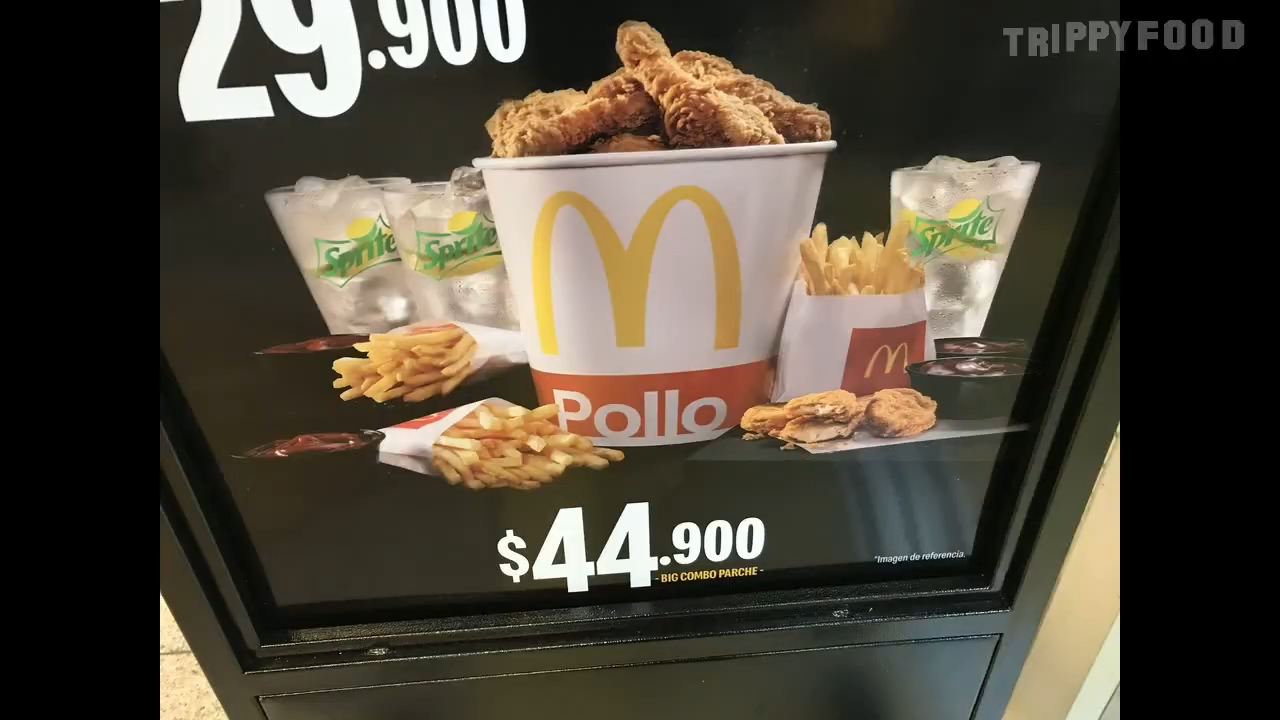 29.900
TRIPPYFOOD
Sprite
Sprite
Sprite
Pollo
$44.900
- BIG COMBO PARCHE -
*Imagen de referencia.